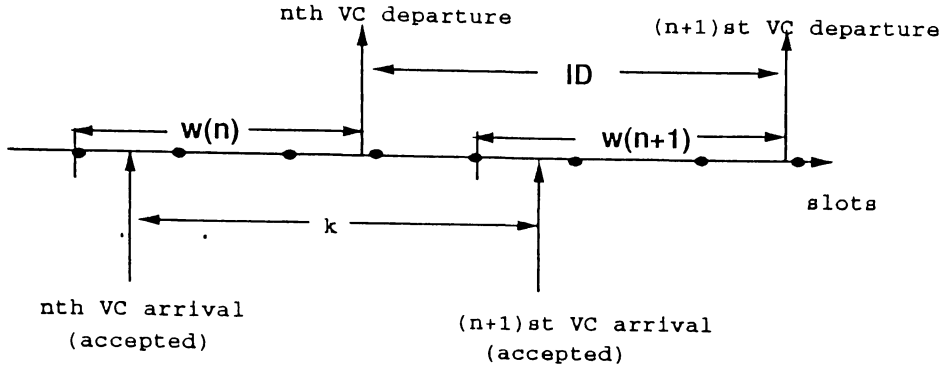 nth VC departure
(n+1)st VC departure
ID
w(n)
w(n+1)
slots
k
nth VC arrival
(accepted)
(n+1)st VC arrival
(accepted)